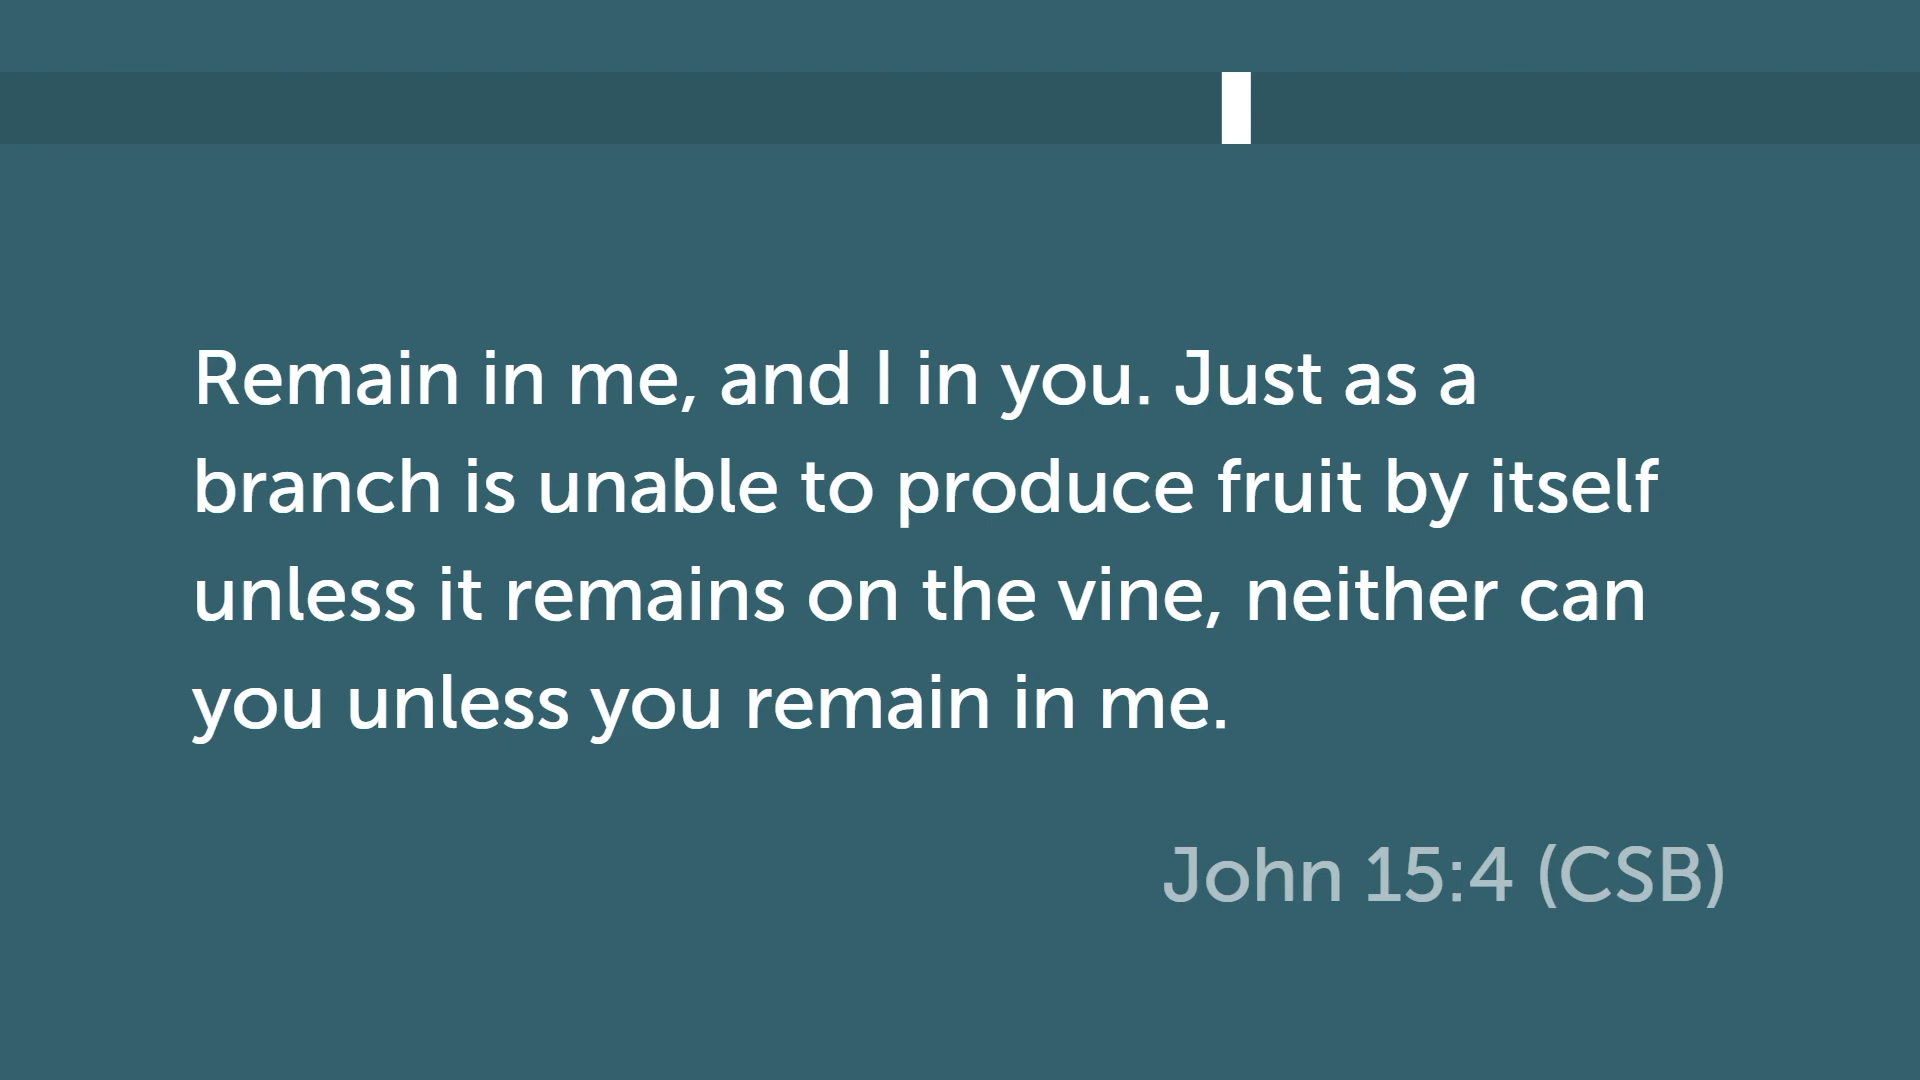 Remain in me, and I in you. Just as a
branch is unable to produce fruit by itself
unless it remains on the vine, neither can
you unless you remain in me.
John 15:4 (CSB)